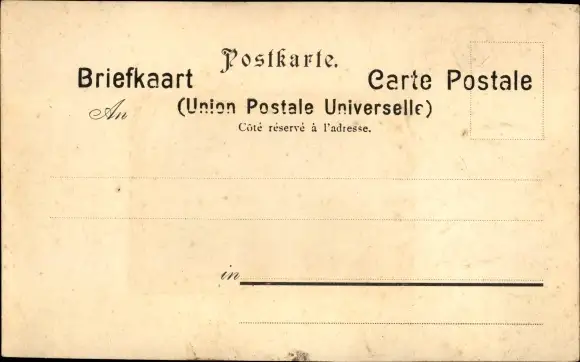 Postkarte.
Briefkaart Carte Postale
An (Union Postale Universelle)
Côté réservé à l'adresse.
in